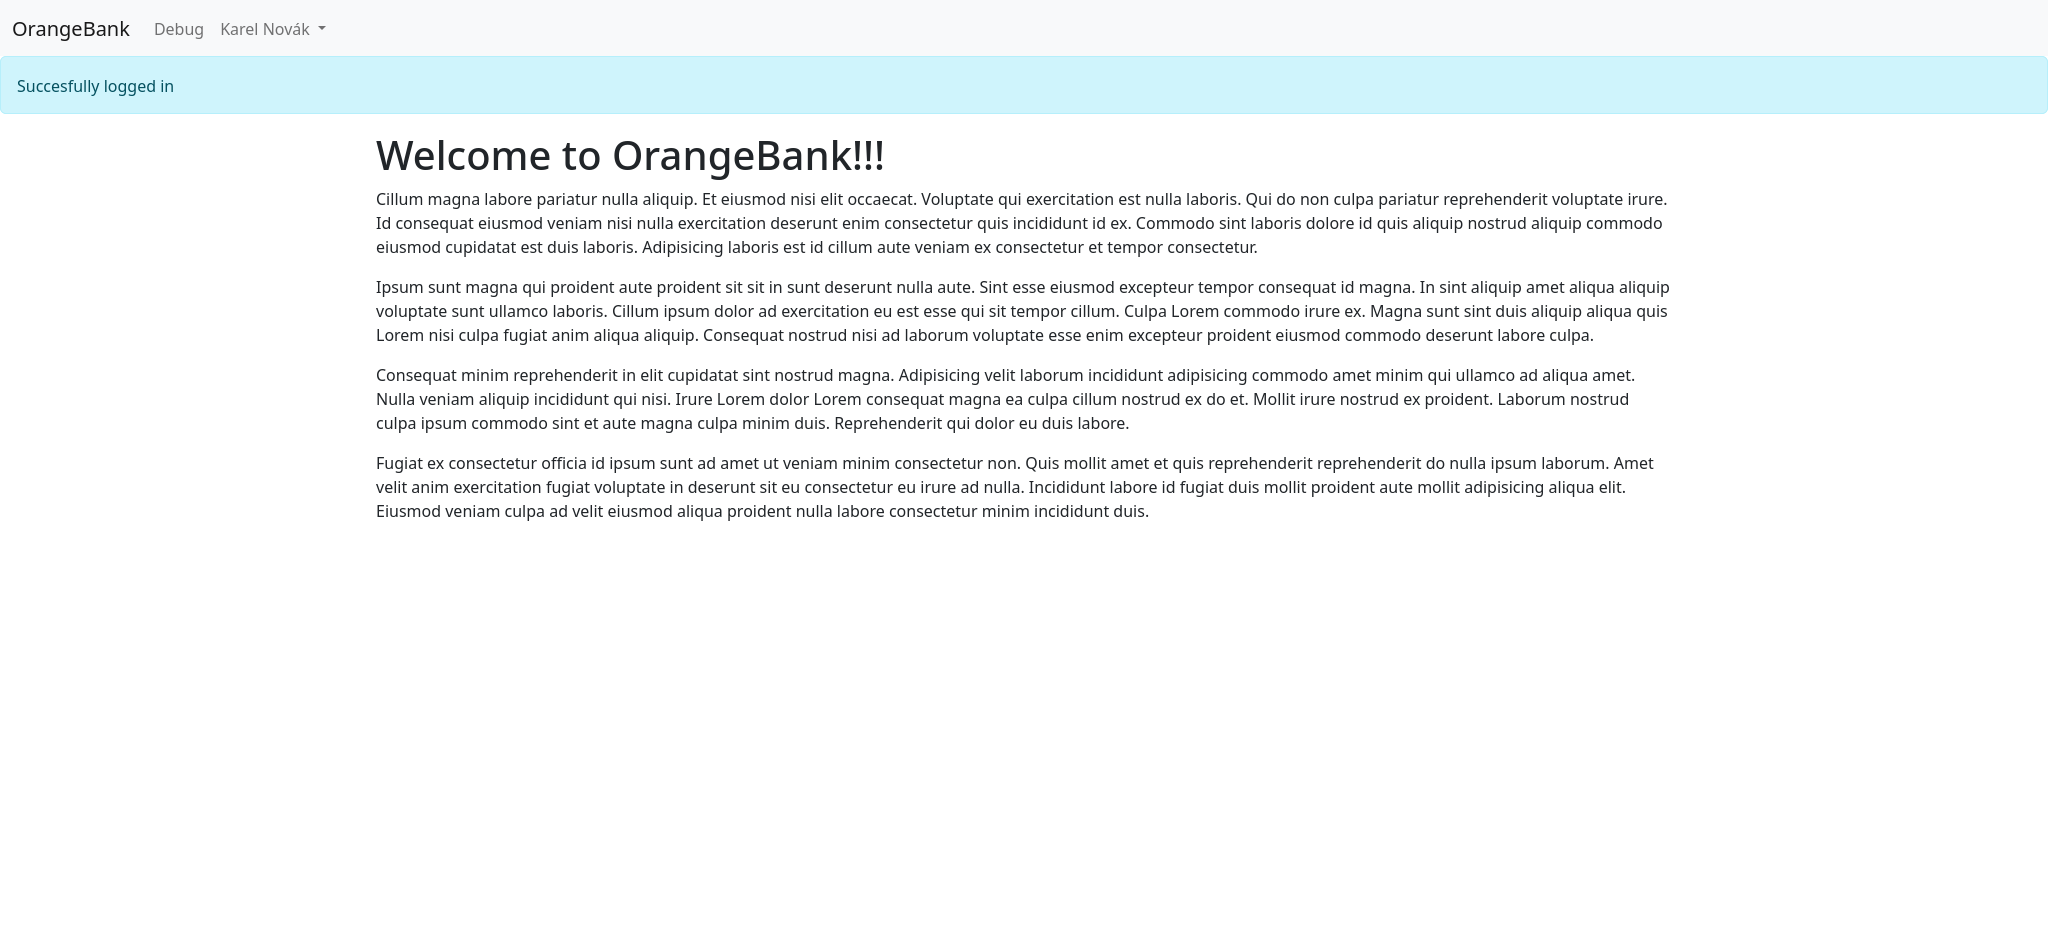 OrangeBank Debug Karel Novák
Succesfully logged in
Welcome to OrangeBank!!!
Cillum magna labore pariatur nulla aliquip. Et eiusmod nisi elit occaecat. Voluptate qui exercitation est nulla laboris. Qui do non culpa pariatur reprehenderit voluptate irure.
Id consequat eiusmod veniam nisi nulla exercitation deserunt enim consectetur quis incididunt id ex. Commodo sint laboris dolore id quis aliquip nostrud aliquip commodo
eiusmod cupidatat est duis laboris. Adipisicing laboris est id cillum aute veniam ex consectetur et tempor consectetur.
Ipsum sunt magna qui proident aute proident sit sit in sunt deserunt nulla aute. Sint esse eiusmod excepteur tempor consequat id magna. In sint aliquip amet aliqua aliquip
voluptate sunt ullamco laboris. Cillum ipsum dolor ad exercitation eu est esse qui sit tempor cillum. Culpa Lorem commodo irure ex. Magna sunt sint duis aliquip aliqua quis
Lorem nisi culpa fugiat anim aliqua aliquip. Consequat nostrud nisi ad laborum voluptate esse enim excepteur proident eiusmod commodo deserunt labore culpa.
Consequat minim reprehenderit in elit cupidatat sint nostrud magna. Adipisicing velit laborum incididunt adipisicing commodo amet minim qui ullamco ad aliqua amet.
Nulla veniam aliquip incididunt qui nisi. Irure Lorem dolor Lorem consequat magna ea culpa cillum nostrud ex do et. Mollit irure nostrud ex proident. Laborum nostrud
culpa ipsum commodo sint et aute magna culpa minim duis. Reprehenderit qui dolor eu duis labore.
Fugiat ex consectetur officia id ipsum sunt ad amet ut veniam minim consectetur non. Quis mollit amet et quis reprehenderit reprehenderit do nulla ipsum laborum. Amet
velit anim exercitation fugiat voluptate in deserunt sit eu consectetur eu irure ad nulla. Incididunt labore id fugiat duis mollit proident aute mollit adipisicing aliqua elit.
Eiusmod veniam culpa ad velit eiusmod aliqua proident nulla labore consectetur minim incididunt duis.